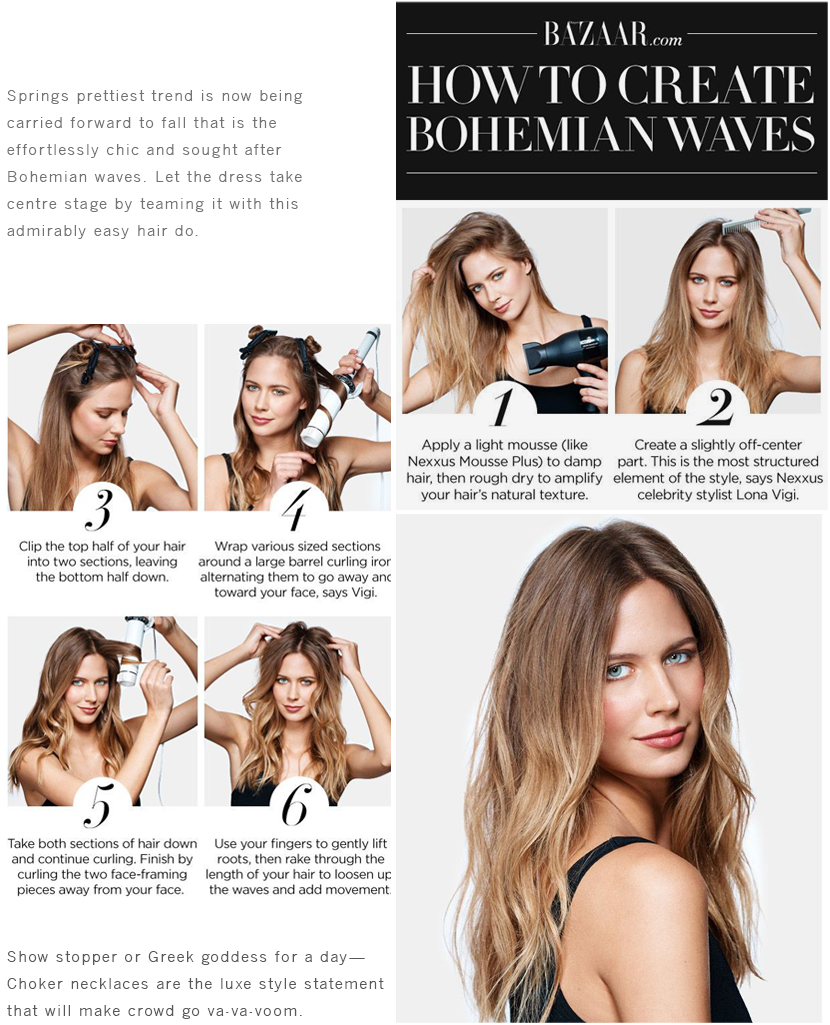 Springs prettiest trend is now being
carried forward to fall that is the
effortlessly chic and sought after
Bohemian waves. Let the dress take
centre stage by teaming it with this
admirably easy hair do.
BAZAAR.com
HOW TO CREATE
BOHEMIAN WAVES
1
Apply a light mousse (like
Nexxus Mousse Plus) to damp
hair, then rough dry to amplify
your hair's natural texture.
2
Create a slightly off-center
part. This is the most structured
element of the style, says Nexxus
celebrity stylist Lona Vigi.
3
Clip the top half of your hair
into two sections, leaving
the bottom half down.
4
Wrap various sized sections
around a large barrel curling iron
alternating them to go away and
toward your face, says Vigi.
5
Take both sections of hair down
and continue curling. Finish by
curling the two face-framing
pieces away from your face.
6
Use your fingers to gently lift
roots, then rake through the
length of your hair to loosen up
the waves and add movement.
Show stopper or Greek goddess for a day—
Choker necklaces are the luxe style statement
that will make crowd go va-va-voom.